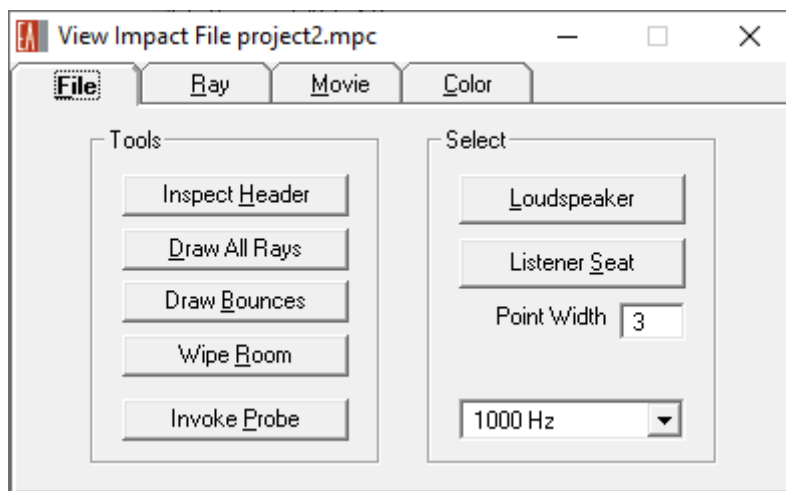 EA View Impact File project2.mpc
File Ray Movie Color
Tools
Inspect Header
Draw All Rays
Draw Bounces
Wipe Room
Invoke Probe
Select
Loudspeaker
Listener Seat
Point Width 3
1000 Hz